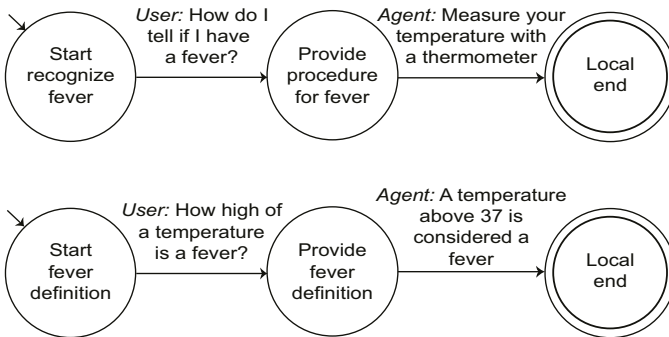 Start
recognize
fever
User: How do I
tell if I have
a fever?
Provide
procedure
for fever
Agent: Measure your
temperature with
a thermometer
Local
end
Start
fever
definition
User: How high of
a temperature
is a fever?
Provide
fever
definition
Agent: A temperature
above 37 is
considered a
fever
Local
end